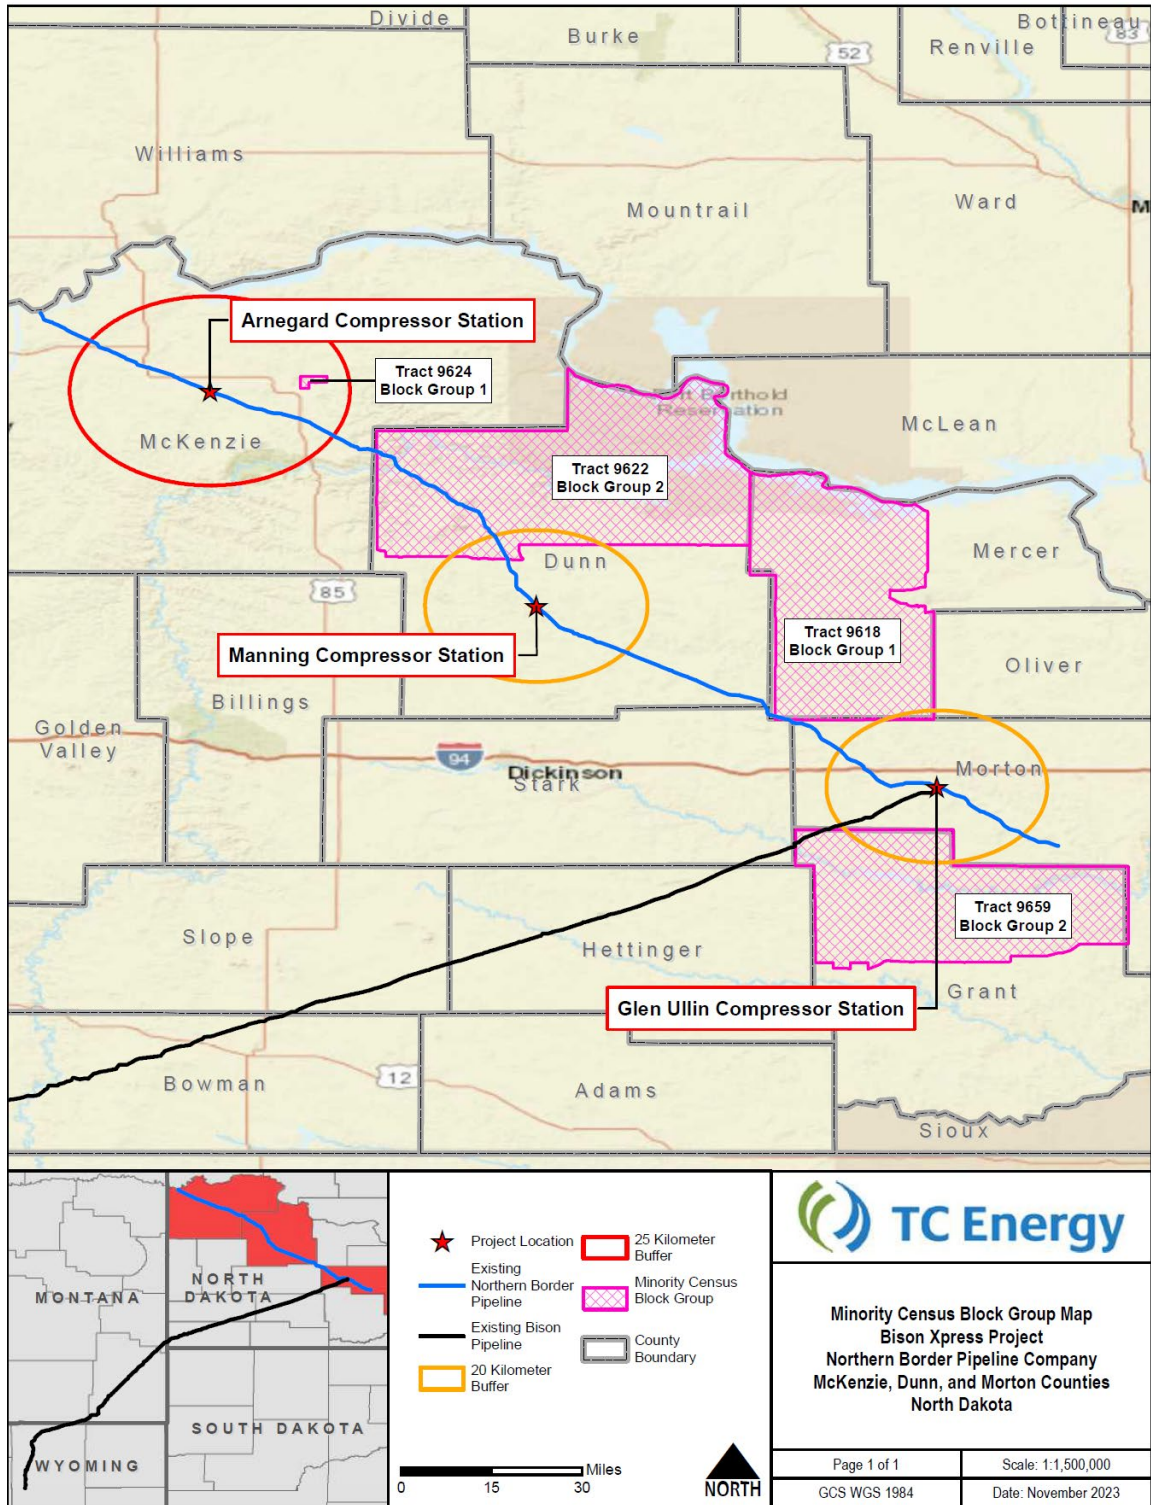 Divide
Burke
Bottineau
83
Renville
52
Williams
Mountrail
Ward
M
Arnegard Compressor Station
Tract 9624
Block Group 1
McKenzie
Fort Berthold
Reservation
McLean
Tract 9622
Block Group 2
Dunn
Mercer
85
Manning Compressor Station
Tract 9618
Block Group 1
Oliver
Billings
Golden
Valley
94
Dickinson
Stark
Morton
Tract 9659
Block Group 2
Slope
Hettinger
Grant
Glen Ullin Compressor Station
Bowman
12
Adams
Sioux
MONTANA
NORTH
DAKOTA
SOUTH DAKOTA
WYOMING
Project Location
Existing
Northern Border
Pipeline
Existing Bison
Pipeline
20 Kilometer
Buffer
25 Kilometer
Buffer
Minority Census
Block Group
County
Boundary
Miles
0 15 30
NORTH
TC Energy
Minority Census Block Group Map
Bison Xpress Project
Northern Border Pipeline Company
McKenzie, Dunn, and Morton Counties
North Dakota
Page 1 of 1
Scale: 1:1,500,000
GCS WGS 1984
Date: November 2023